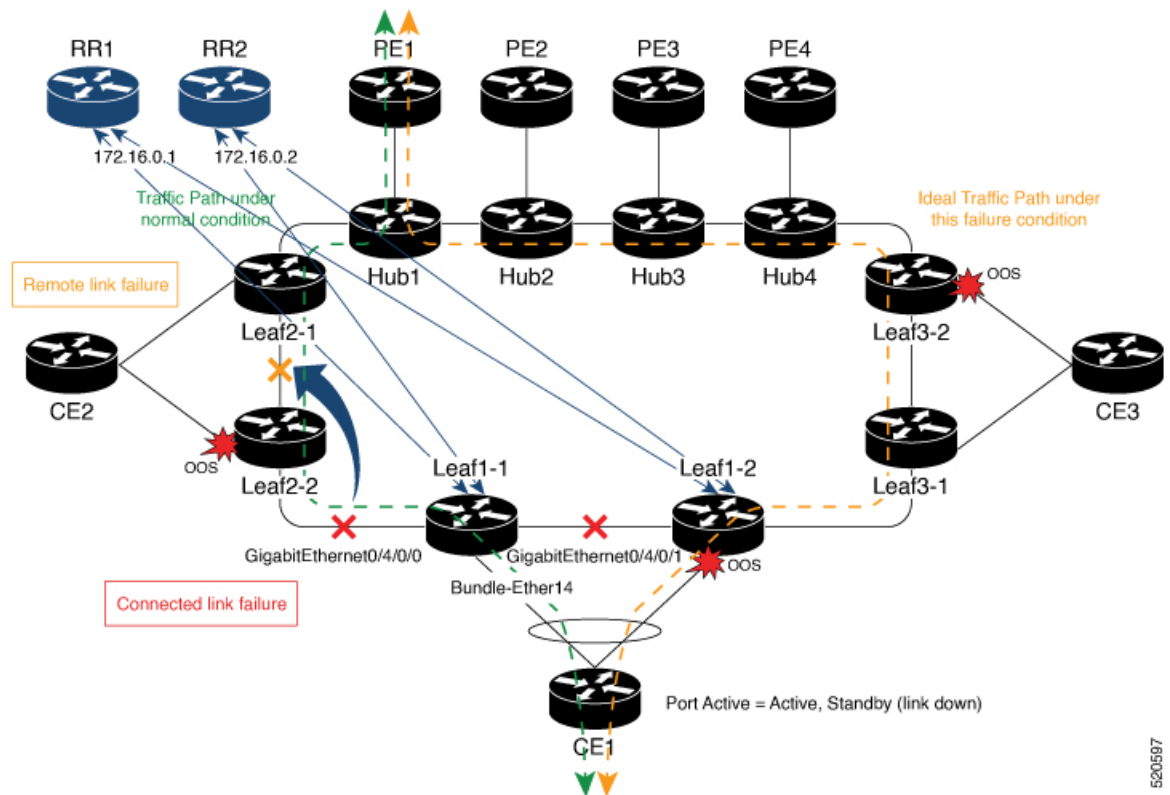 RR1
RR2
PE1
PE2
PE3
PE4
172.16.0.1
172.16.0.2
Traffic Path under
normal condition
Ideal Traffic Path under
this failure condition
Hub1
Hub2
Hub3
Hub4
Remote link failure
OOS
Leaf2-1
Leaf3-2
CE2
CE3
OOS
Leaf2-2
Leaf1-1
Leaf1-2
Leaf3-1
GigabitEthernet0/4/0/0
GigabitEthernet0/4/0/1
OOS
Bundle-Ether14
Connected link failure
Port Active = Active, Standby (link down)
CE1
520597